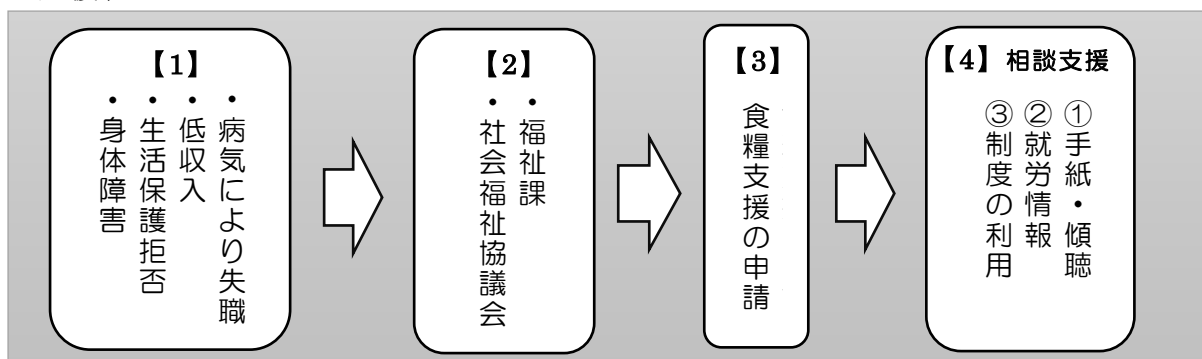 【1】
・病気により失職
・低収入
・生活保護拒否
・身体障害
【2】
・福祉課
・社会福祉協議会
【3】
食糧支援の申請
【4】相談支援
①手紙・傾聴
②就労情報
③制度の利用